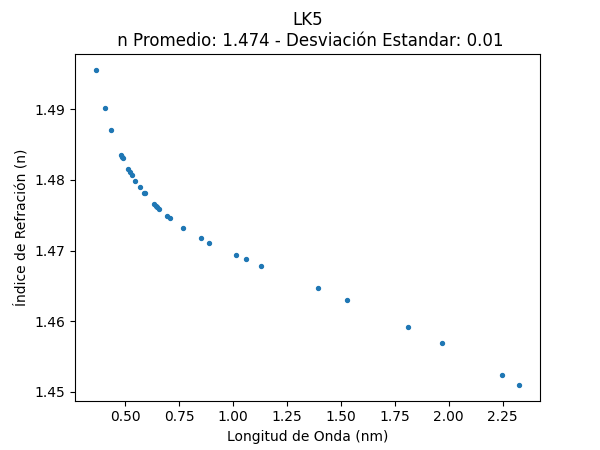 LK5
n Promedio: 1.474 - Desviación Estandar: 0.01
1.49
1.48
1.47
1.46
1.45
Índice de Refración (n)
0.50 0.75 1.00 1.25 1.50 1.75 2.00 2.25
Longitud de Onda (nm)